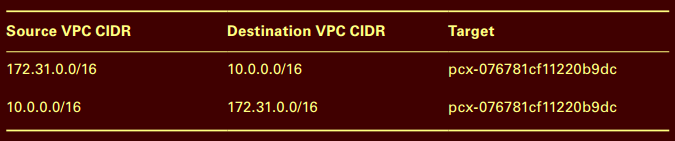 Source VPC CIDR Destination VPC CIDR Target
172.31.0.0/16 10.0.0.0/16 pcx-076781cf11220b9dc
10.0.0.0/16 172.31.0.0/16 pcx-076781cf11220b9dc